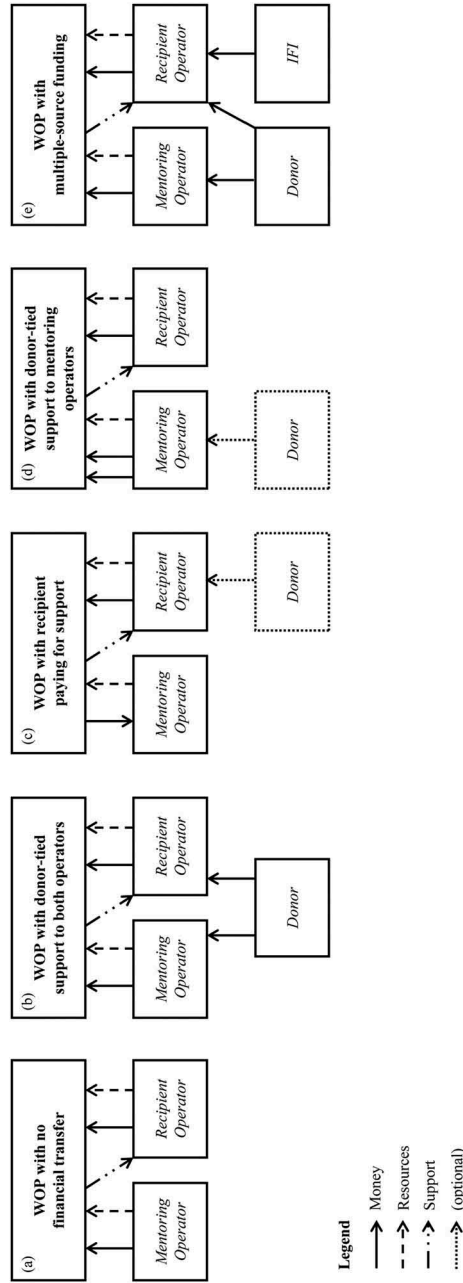 (a)
WOP with no
financial transfer
Mentoring
Operator
Recipient
Operator
(b)
WOP with donor-tied
support to both operators
Mentoring
Operator
Recipient
Operator
Donor
(c)
WOP with recipient
paying for support
Mentoring
Operator
Recipient
Operator
Donor
(d)
WOP with donor-tied
support to mentoring
operators
Mentoring
Operator
Recipient
Operator
Donor
(e)
WOP with
multiple-source funding
Mentoring
Operator
Recipient
Operator
Donor
IFI
Legend
Money
Resources
Support
(optional)